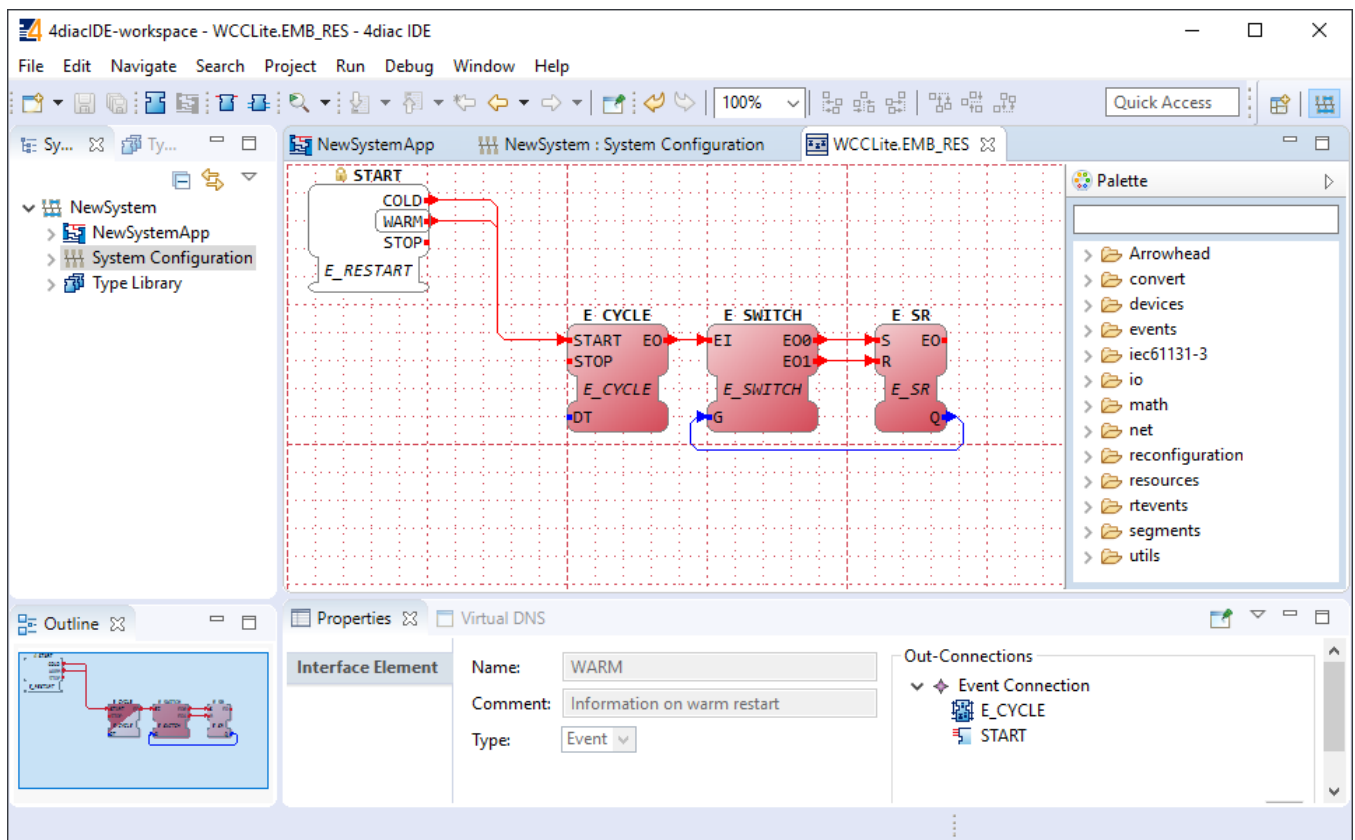 4diacIDE-workspace - WCCLite.EMB_RES - 4diac IDE
File Edit Navigate Search Project Run Debug Window Help
100%
Quick Access
Sy...
Ty...
NewSystemApp
NewSystem : System Configuration
WCCLite.EMB_RES
NewSystem
NewSystemApp
System Configuration
Type Library
START
COLD
WARM
STOP
E_RESTART
E CYCLE
START EO
STOP
E_CYCLE
DT
E SWITCH
EI EO0
EO1
E_SWITCH
G
E SR
S EO
R
E_SR
Q
Palette
Arrowhead
convert
devices
events
iec61131-3
io
math
net
reconfiguration
resources
rtevents
segments
utils
Outline
Properties
Virtual DNS
Interface Element
Name: WARM
Comment: Information on warm restart
Type: Event
Out-Connections
Event Connection
E_CYCLE
START